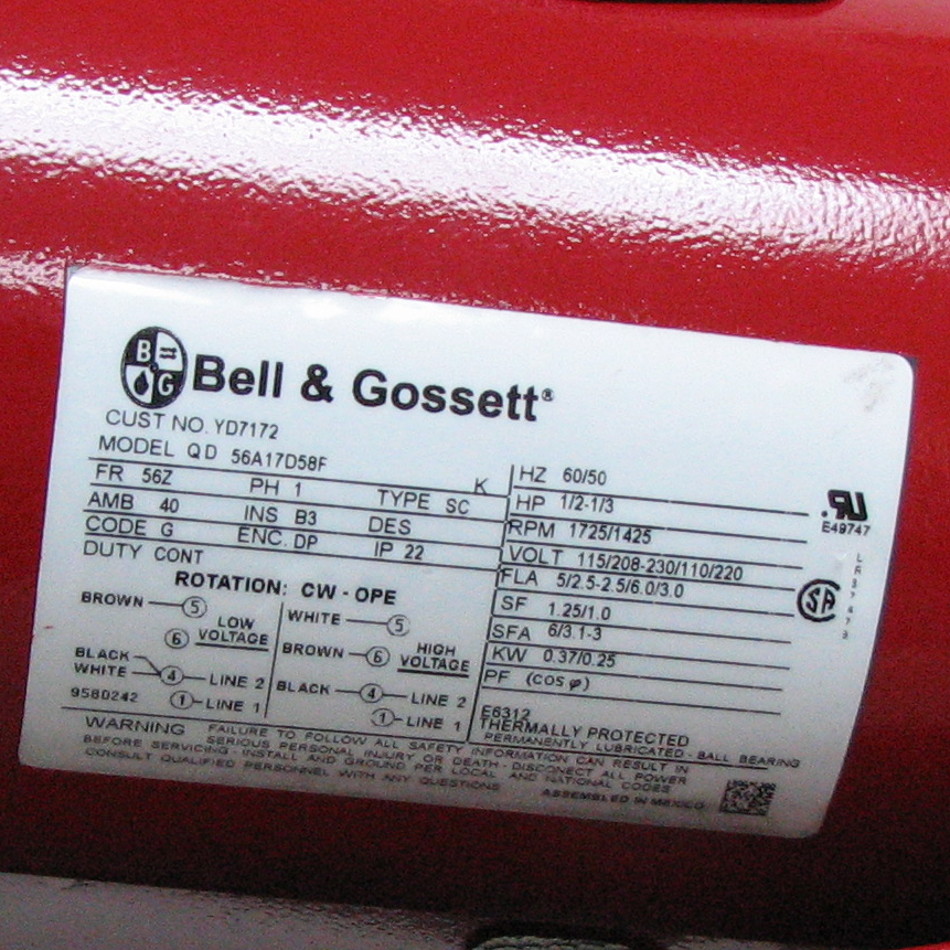 B G Bell & Gossett®
CUST NO. YD7172
MODEL QD 56A17D58F K
FR 56Z PH 1 TYPE SC
AMB 40 INS B3 DES
CODE G ENC. DP IP 22
DUTY CONT
HZ 60/50
HP 1/2-1/3
RPM 1725/1425
VOLT 115/208-230/110/220
FLA 5/2.5-2.5/6.0/3.0
SF 1.25/1.0
SFA 6/3.1-3
KW 0.37/0.25
PF (cos φ)
E6312
THERMALLY PROTECTED
PERMANENTLY LUBRICATED - BALL BEARING
ROTATION: CW - OPE
BROWN 5
6 LOW
VOLTAGE
BLACK
WHITE 4 LINE 2
1 LINE 1
9580242
WHITE 5
BROWN 6 HIGH
VOLTAGE
BLACK 4 LINE 2
1 LINE 1
WARNING FAILURE TO FOLLOW ALL SAFETY INFORMATION CAN RESULT IN
SERIOUS PERSONAL INJURY OR DEATH - DISCONECT ALL POWER
BEFORE SERVICING - INSTALL AND GROUND PER LOCAL AND NATIONAL CODES
CONSULT QUALIFIED PERSONNEL WITH ANY QUESTIONS
ASSEMBLED IN MEXICO
E49747